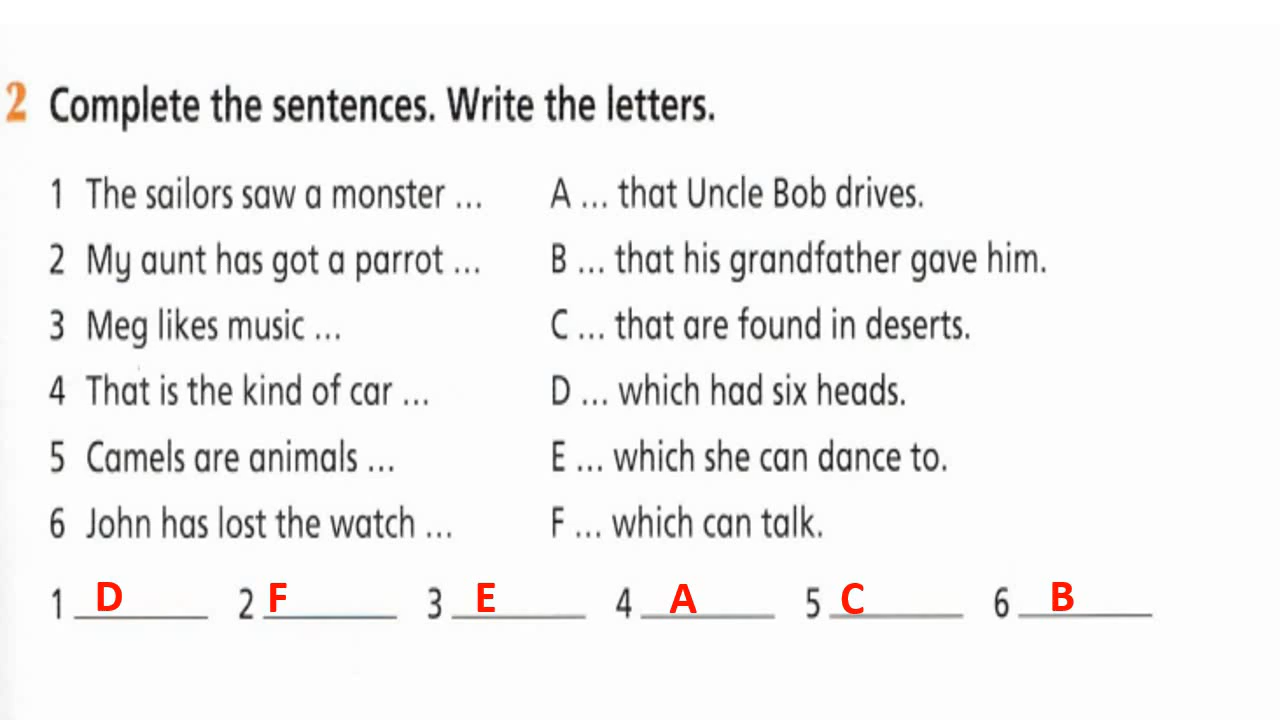 2 Complete the sentences. Write the letters.
1 The sailors saw a monster ... A ... that Uncle Bob drives.
2 My aunt has got a parrot ... B ... that his grandfather gave him.
3 Meg likes music ... C ... that are found in deserts.
4 That is the kind of car ... D ... which had six heads.
5 Camels are animals ... E ... which she can dance to.
6 John has lost the watch ... F ... which can talk.
1 D 2 F 3 E 4 A 5 C 6 B